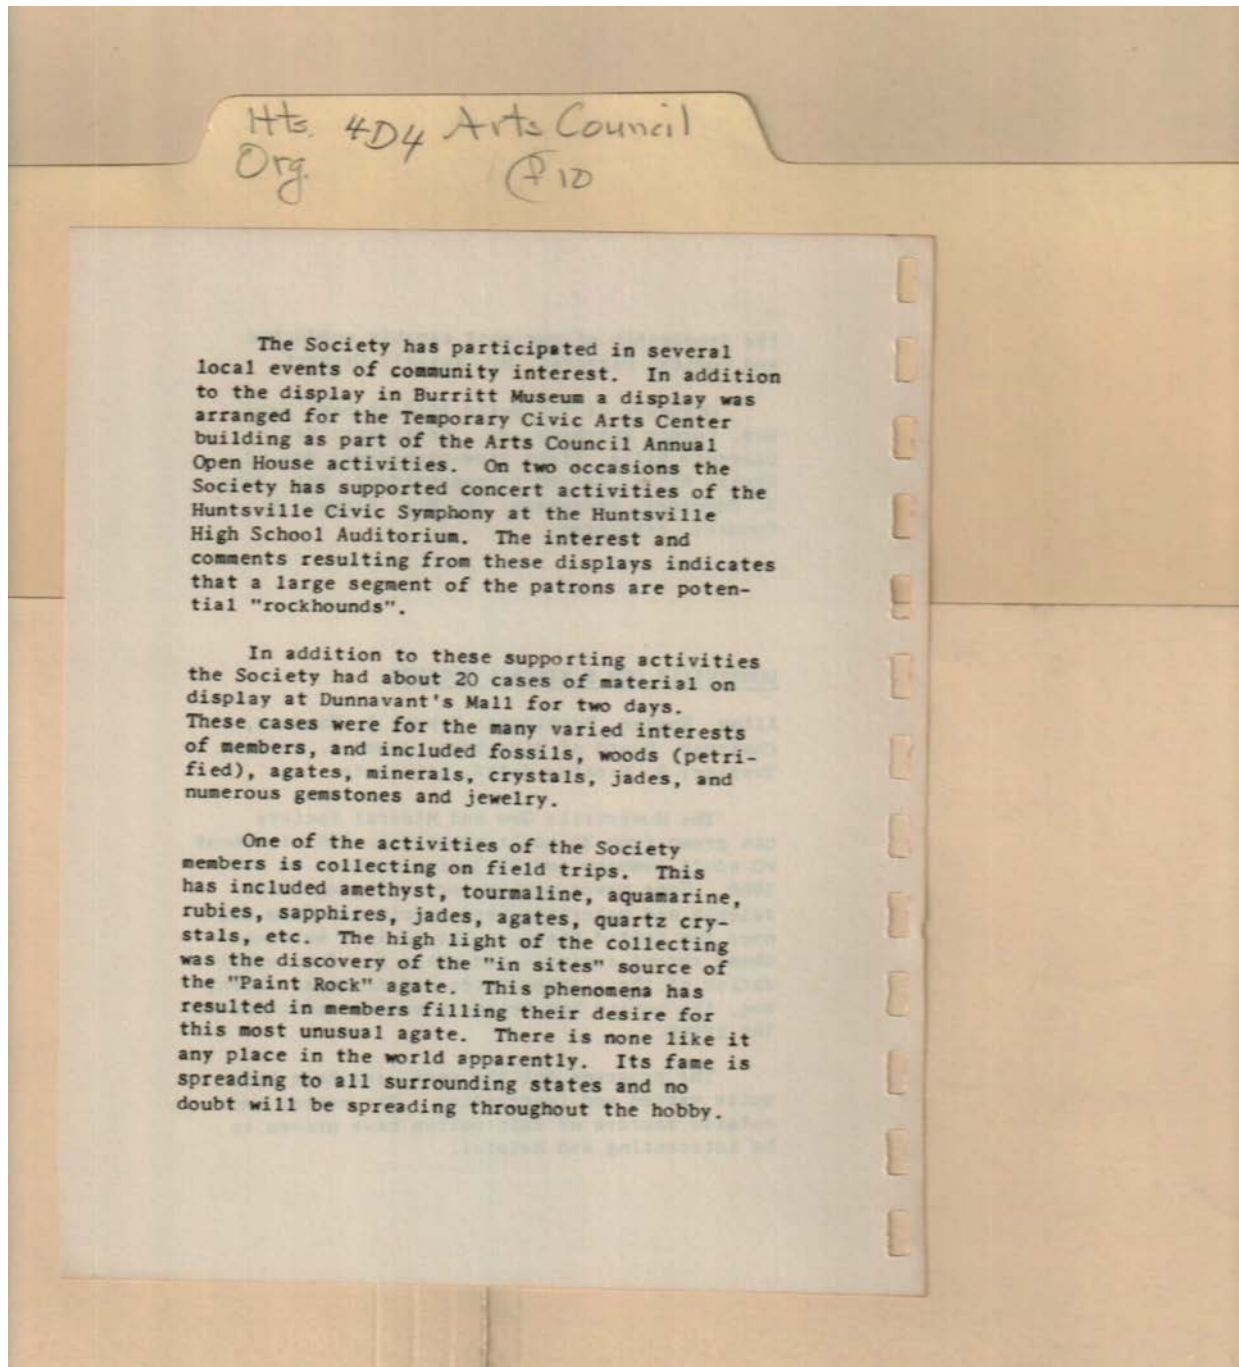 Hts. 4D4 Arts Council
Org. P 10
The Society has participated in several
local events of community interest. In addition
to the display in Burritt Museum a display was
arranged for the Temporary Civic Arts Center
building as part of the Arts Council Annual
Open House activities. On two occasions the
Society has supported concert activities of the
Huntsville Civic Symphony at the Huntsville
High School Auditorium. The interest and
comments resulting from these displays indicates
that a large segment of the patrons are poten-
tial "rockhounds".
In addition to these supporting activities
the Society had about 20 cases of material on
display at Dunnavant's Mall for two days.
These cases were for the many varied interests
of members, and included fossils, woods (petri-
fied), agates, minerals, crystals, jades, and
numerous gemstones and jewelry.
One of the activities of the Society
members is collecting on field trips. This
has included amethyst, tourmaline, aquamarine,
rubies, sapphires, jades, agates, quartz cry-
stals, etc. The high light of the collecting
was the discovery of the "in sites" source of
the "Paint Rock" agate. This phenomena has
resulted in members filling their desire for
this most unusual agate. There is none like it
any place in the world apparently. Its fame is
spreading to all surrounding states and no
doubt will be spreading throughout the hobby.